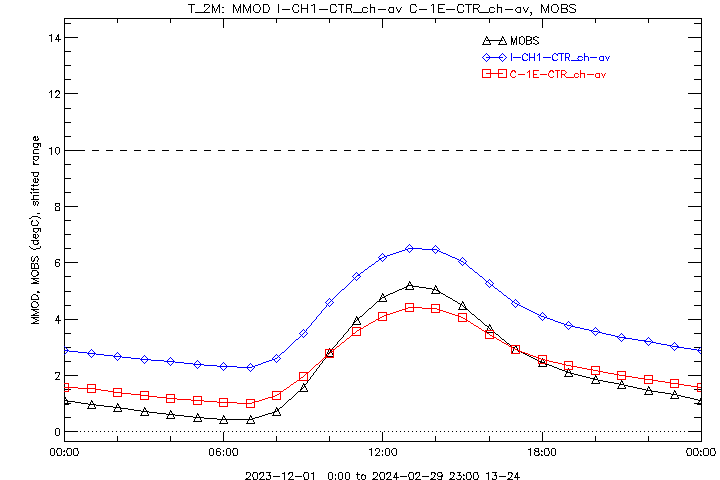 T_2M: MMOD I-CH1-CTR_ch-av C-1E-CTR_ch-av, MOBS
MOBS
I-CH1-CTR_ch-av
C-1E-CTR_ch-av
MMOD, MOBS (degC), shifted range
14
12
10
8
6
4
2
0
00:00 06:00 12:00 18:00 00:00
2023-12-01 0:00 to 2024-02-29 23:00 13-24